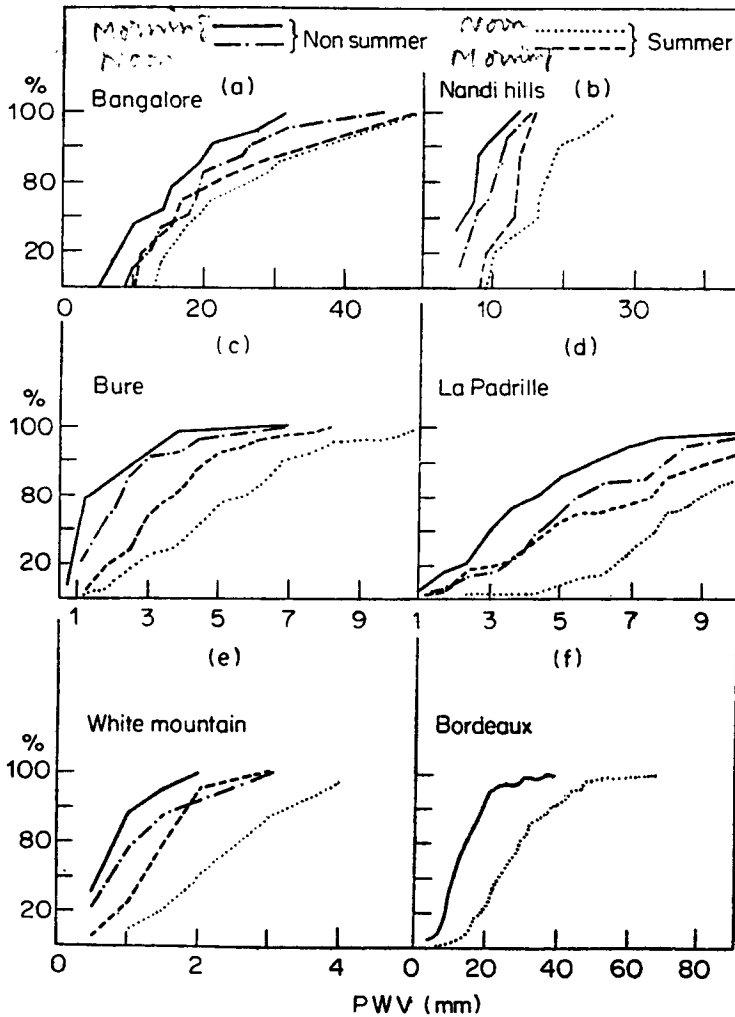 Morning Non summer Noon Summer
Noon Morning
% (a) Nandi hills (b)
100 Bangalore
80
20
0 20 40 10 30
(c) (d)
% Bure La Padrille
100
80
20
1 3 5 7 9 1 3 5 7 9
(e) (f)
White mountain Bordeaux
%
100
80
20
0 2 4 0 20 40 60 80
PWV (mm)